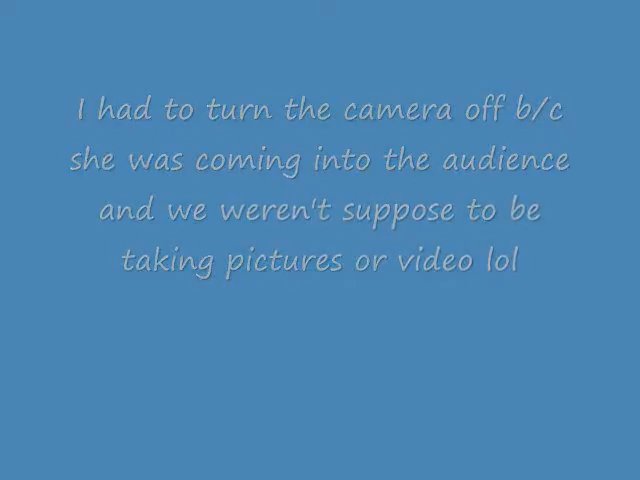 I had to turn the camera off b/c
she was coming into the audience
and we weren't suppose to be
taking pictures or video lol